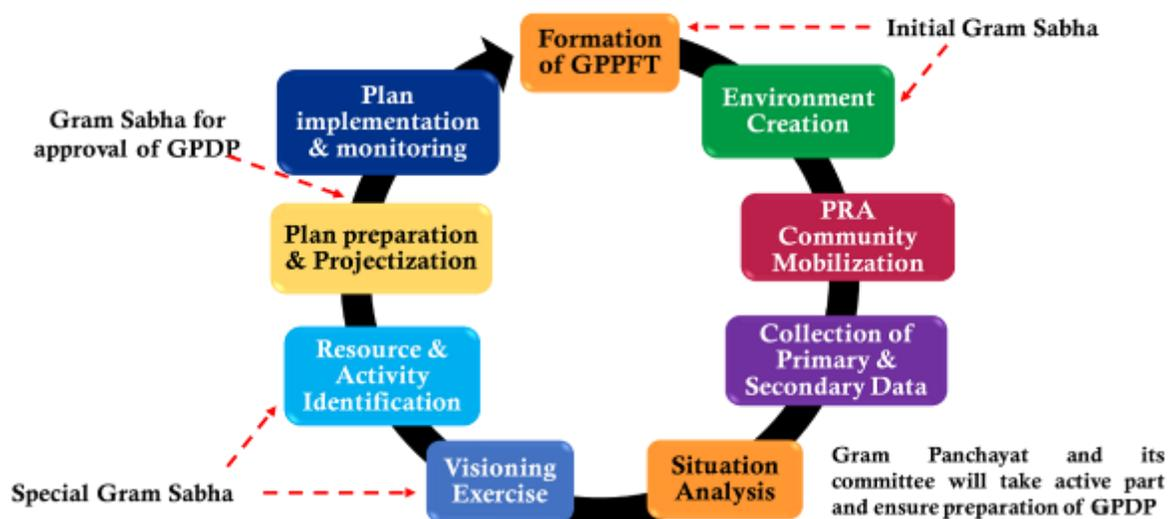 Formation
of GPPFT
Initial Gram Sabha
Environment
Creation
PRA
Community
Mobilization
Collection of
Primary &
Secondary Data
Situation
Analysis
Gram Panchayat and its
committee will take active part
and ensure preparation of GPDP
Visioning
Exercise
Special Gram Sabha
Resource &
Activity
Identification
Plan preparation
& Projectization
Gram Sabha for
approval of GPDP
Plan
implementation
& monitoring